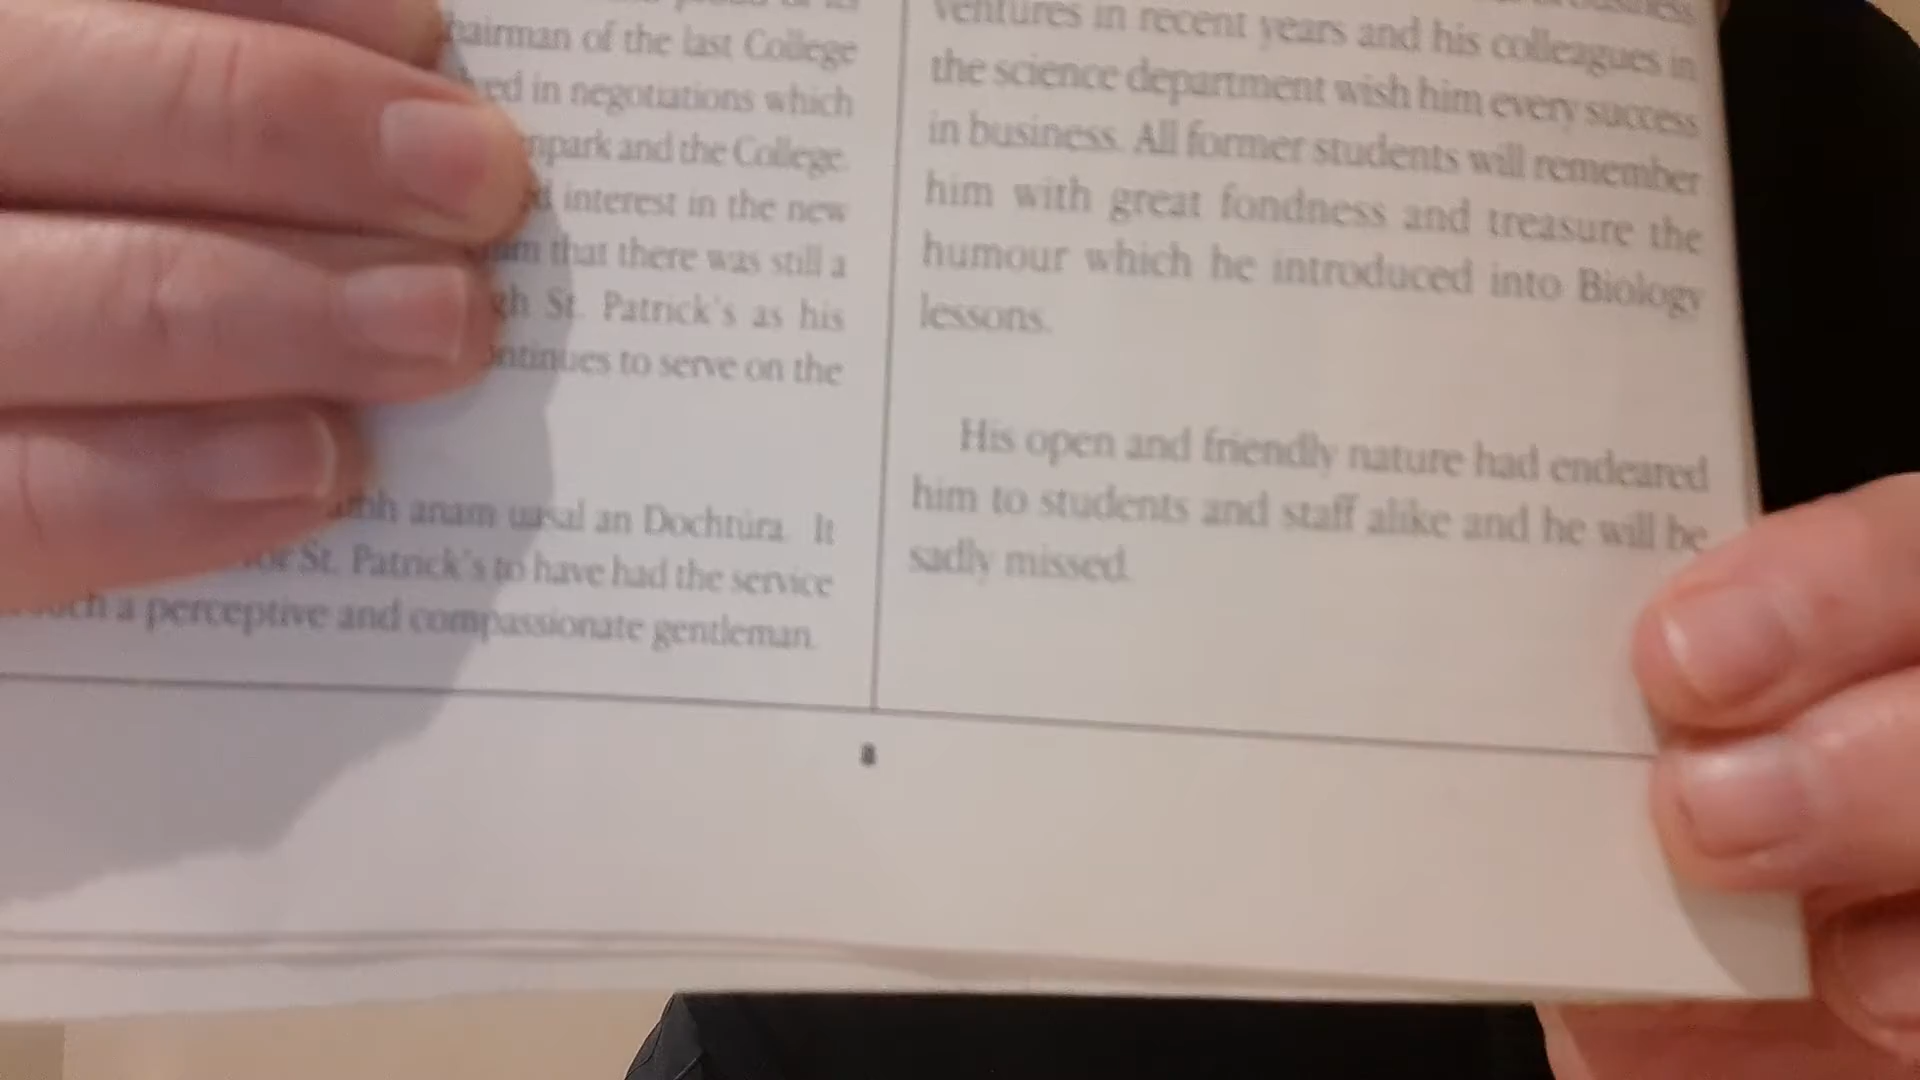 chairman of the last College
in negotiations which
and the College.
interest in the new
that there was still a
St. Patrick's as his
continues to serve on the
anam uasal an Dochtúra. It
for St. Patrick's to have had the service
such a perceptive and compassionate gentleman.
ventures in recent years and his colleagues in
the science department wish him every success
in business. All former students will remember
him with great fondness and treasure the
humour which he introduced into Biology
lessons.
His open and friendly nature had endeared
him to students and staff alike and he will be
sadly missed.
8